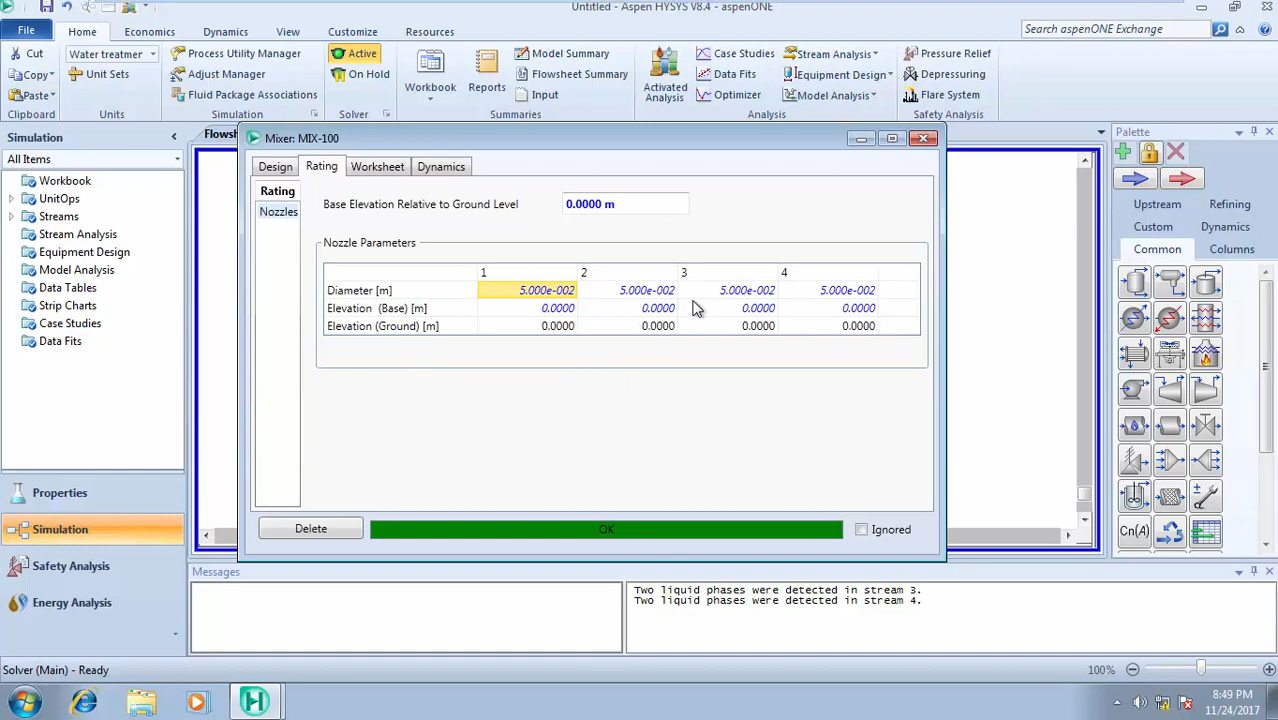 Untitled - Aspen HYSYS V8.4 - aspenONE
File
Home
Economics
Dynamics
View
Customize
Resources
Search aspenONE Exchange
Cut
Copy
Paste
Clipboard
Water treatmer
Unit Sets
Units
Process Utility Manager
Adjust Manager
Fluid Package Associations
Simulation
Active
On Hold
Solver
Workbook
Reports
Model Summary
Flowsheet Summary
Input
Summaries
Activated Analysis
Case Studies
Data Fits
Optimizer
Stream Analysis
Equipment Design
Model Analysis
Analysis
Pressure Relief
Depressuring
Flare System
Safety Analysis
Simulation
All Items
Workbook
UnitOps
Streams
Stream Analysis
Equipment Design
Model Analysis
Data Tables
Strip Charts
Case Studies
Data Fits
Properties
Simulation
Safety Analysis
Energy Analysis
Flowsh
Mixer: MIX-100
Design
Rating
Worksheet
Dynamics
Rating
Nozzles
Base Elevation Relative to Ground Level
0.0000 m
Nozzle Parameters
1 2 3 4
Diameter [m] 5.000e-002 5.000e-002 5.000e-002 5.000e-002
Elevation (Base) [m] 0.0000 0.0000 0.0000 0.0000
Elevation (Ground) [m] 0.0000 0.0000 0.0000 0.0000
Delete
OK
Ignored
Palette
Upstream
Refining
Custom
Dynamics
Common
Columns
Cn(A)
Messages
Two liquid phases were detected in stream 3.
Two liquid phases were detected in stream 4.
Solver (Main) - Ready
100%
8:49 PM
11/24/2017